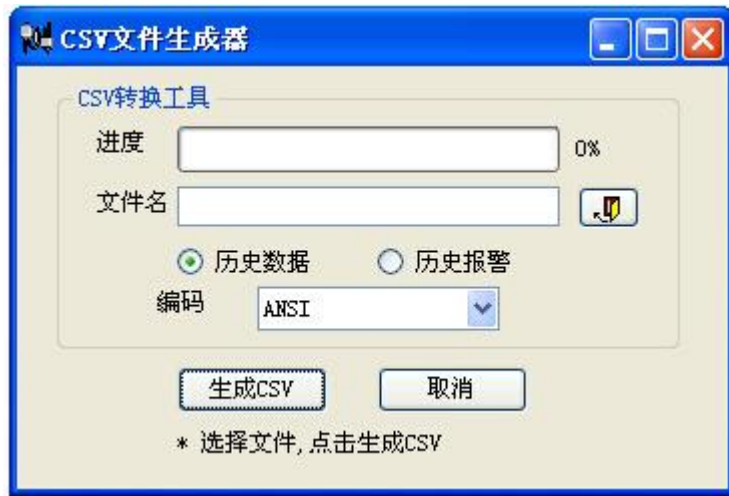 CSV文件生成器
CSV转换工具
进度 0%
文件名
历史数据 历史报警
编码 ANSI
生成CSV 取消
* 选择文件,点击生成CSV